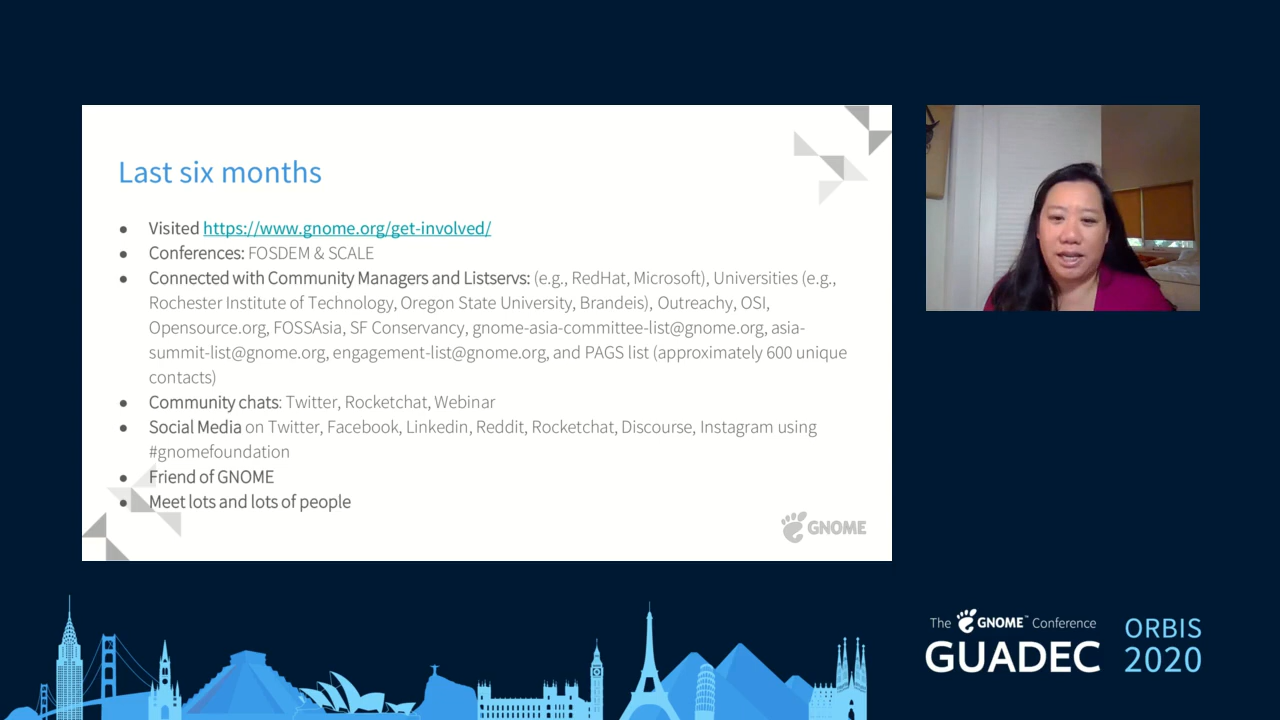 Last six months
● Visited https://www.gnome.org/get-involved/
● Conferences: FOSDEM & SCALE
● Connected with Community Managers and Listservs: (e.g., RedHat, Microsoft), Universities (e.g.,
Rochester Institute of Technology, Oregon State University, Brandeis), Outreachy, OSI,
Opensource.org, FOSSAsia, SF Conservancy, gnome-asia-committee-list@gnome.org, asia-
summit-list@gnome.org, engagement-list@gnome.org, and PAGS list (approximately 600 unique
contacts)
● Community chats: Twitter, Rocketchat, Webinar
● Social Media on Twitter, Facebook, Linkedin, Reddit, Rocketchat, Discourse, Instagram using
#gnomefoundation
● Friend of GNOME
● Meet lots and lots of people
GNOME
The GNOME™ Conference
GUADEC
ORBIS
2020